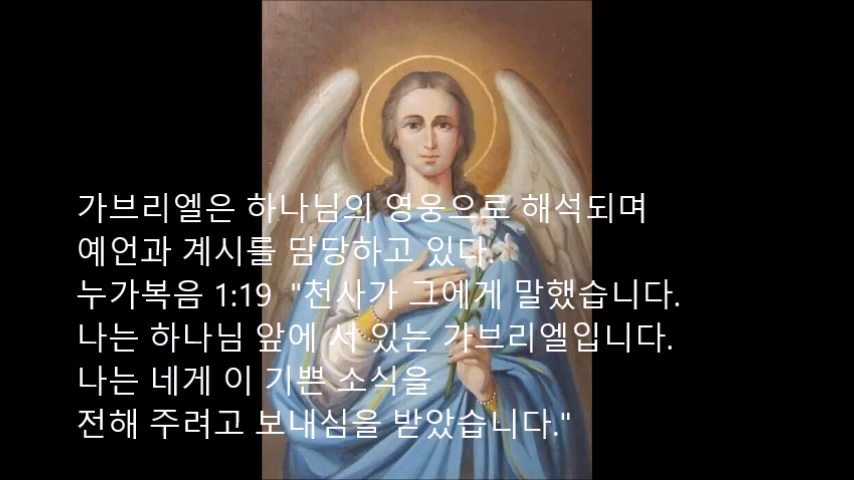 가브리엘은 하나님의 영웅으로 해석되며
예언과 계시를 담당하고 있다.
누가복음 1:19 "천사가 그에게 말했습니다.
나는 하나님 앞에 서 있는 가브리엘입니다.
나는 네게 이 기쁜 소식을
전해 주려고 보내심을 받았습니다."